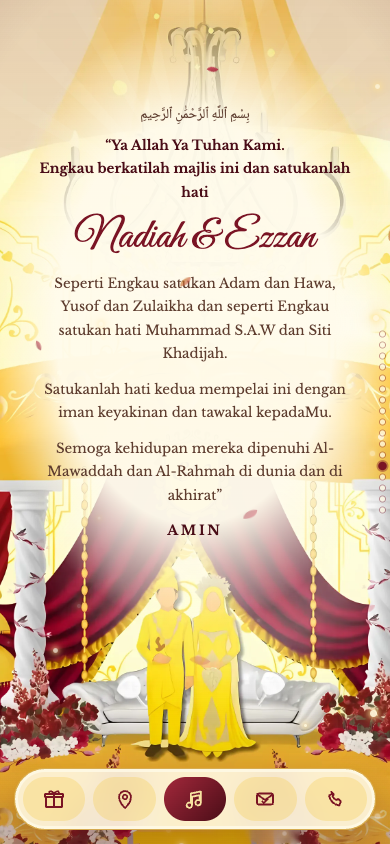 بِسْمِ ٱللَّهِ ٱلرَّحْمَٰنِ ٱلرَّحِيمِ
“Ya Allah Ya Tuhan Kami.
Engkau berkatilah majlis ini dan satukanlah
hati
Nadiah & Ezzan
Seperti Engkau satukan Adam dan Hawa,
Yusof dan Zulaikha dan seperti Engkau
satukan hati Muhammad S.A.W dan Siti
Khadijah.
Satukanlah hati kedua mempelai ini dengan
iman keyakinan dan tawakal kepadaMu.
Semoga kehidupan mereka dipenuhi Al-
Mawaddah dan Al-Rahmah di dunia dan di
akhirat”
AMIN